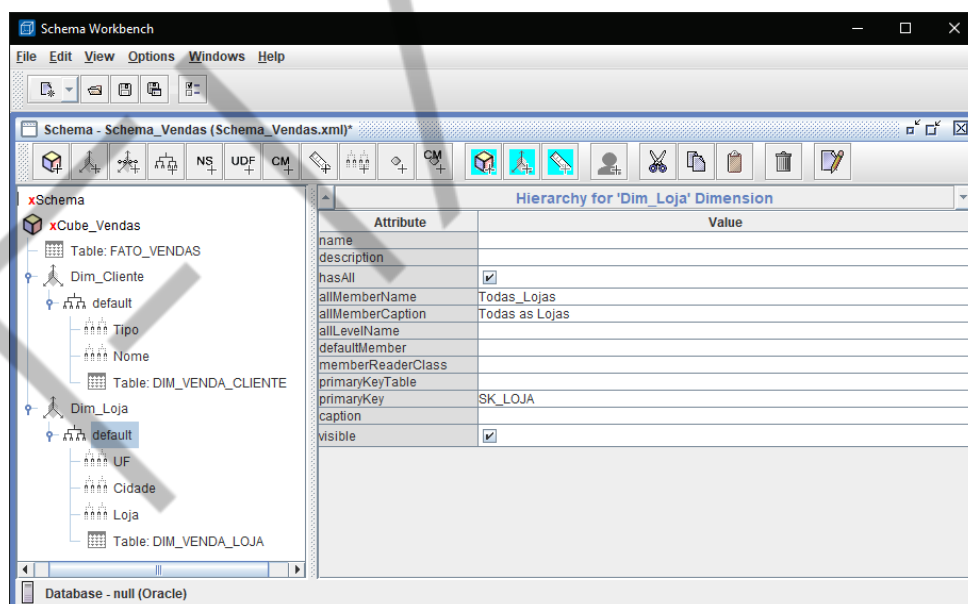 Schema Workbench
File Edit View Options Windows Help
Schema - Schema_Vendas (Schema_Vendas.xml)*
NS UDF CM CM
xSchema
xCube_Vendas
Table: FATO_VENDAS
Dim_Cliente
default
Tipo
Nome
Table: DIM_VENDA_CLIENTE
Dim_Loja
default
UF
Cidade
Loja
Table: DIM_VENDA_LOJA
Hierarchy for 'Dim_Loja' Dimension
Attribute Value
name
description
hasAll
allMemberName Todas_Lojas
allMemberCaption Todas as Lojas
allLevelName
defaultMember
memberReaderClass
primaryKeyTable
primaryKey SK_LOJA
caption
visible
Database - null (Oracle)